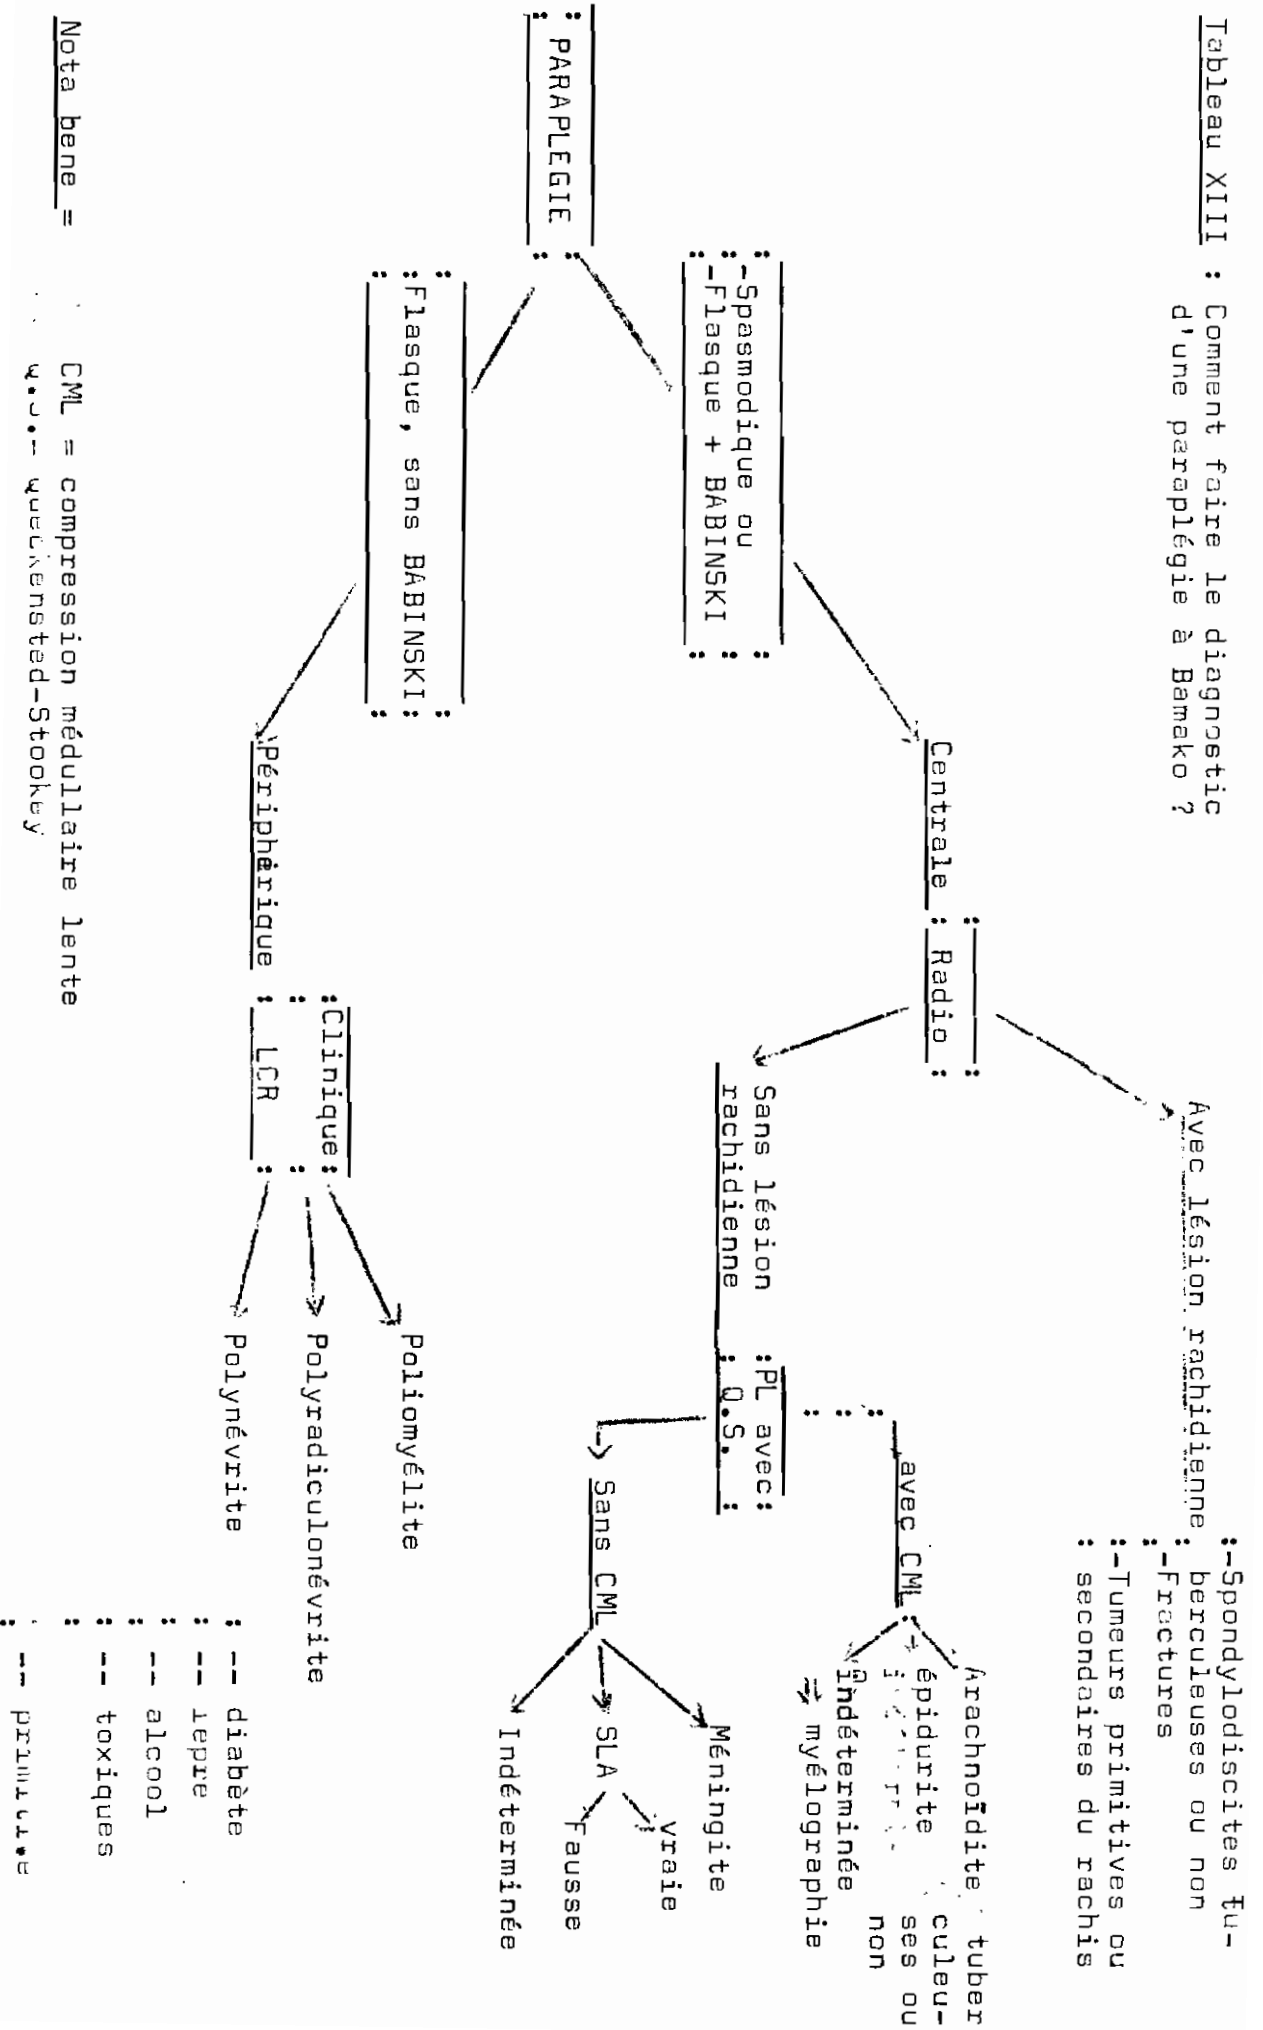 Tableau XIII : Comment faire le diagnostic
d'une paraplégie à Bamako ?
PARAPLEGIE
-Spasmodique ou
-Flasque + BABINSKI
Flasque, sans BABINSKI
Centrale
Radio
Avec lésion rachidienne
-Spondylodiscites tu-
berculeuses ou non
-Fractures
-Tumeurs primitives ou
secondaires du rachis
Sans lésion
rachidienne
PL avec
Q.S.
avec CML
Arachnoïdite
épidurite
tuber
culeu-
ses ou
non
indéterminée
myélographie
Sans CML
Méningite
SLA
vraie
Fausse
Indéterminée
Périphérique
Clinique
LCR
Poliomyélite
Polyradiculonévrite
Polynévrite
-- diabète
-- lepre
-- alcool
-- toxiques
-- primitive
Nota bene =
CML = compression médullaire lente
Queckensted-Stookey